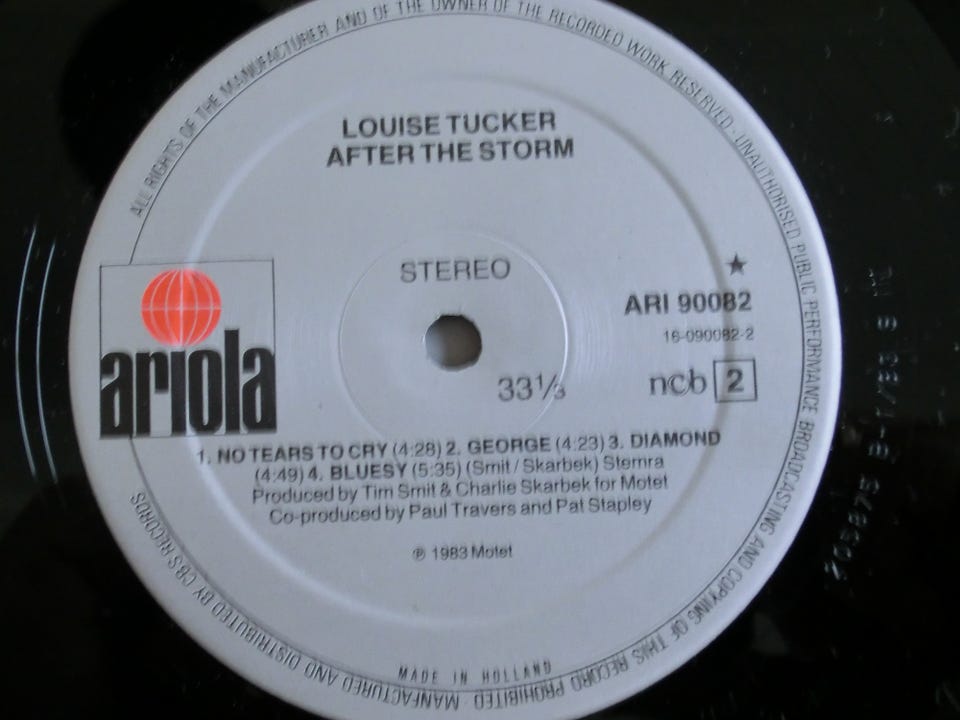 ALL RIGHTS OF THE MANUFACTURER AND OF THE OWNER OF THE RECORDED WORK RESERVED - UNAUTHORISED PUBLIC PERFORMANCE BROADCASTING AND COPYING OF THIS RECORD PROHIBITED - MANFACTURED AND DISTRIBUTED BY CBS RECORDS
LOUISE TUCKER
AFTER THE STORM
STEREO
ARI 90082
16-090082-2
ariola
33⅓
ncb 2
1. NO TEARS TO CRY (4:28) 2. GEORGE (4:23) 3. DIAMOND
(4:49) 4. BLUESY (5:35) (Smit / Skarbek) Stemra
Produced by Tim Smit & Charlie Skarbek for Motet
Co-produced by Paul Travers and Pat Stapley
℗ 1983 Motet
MADE IN HOLLAND